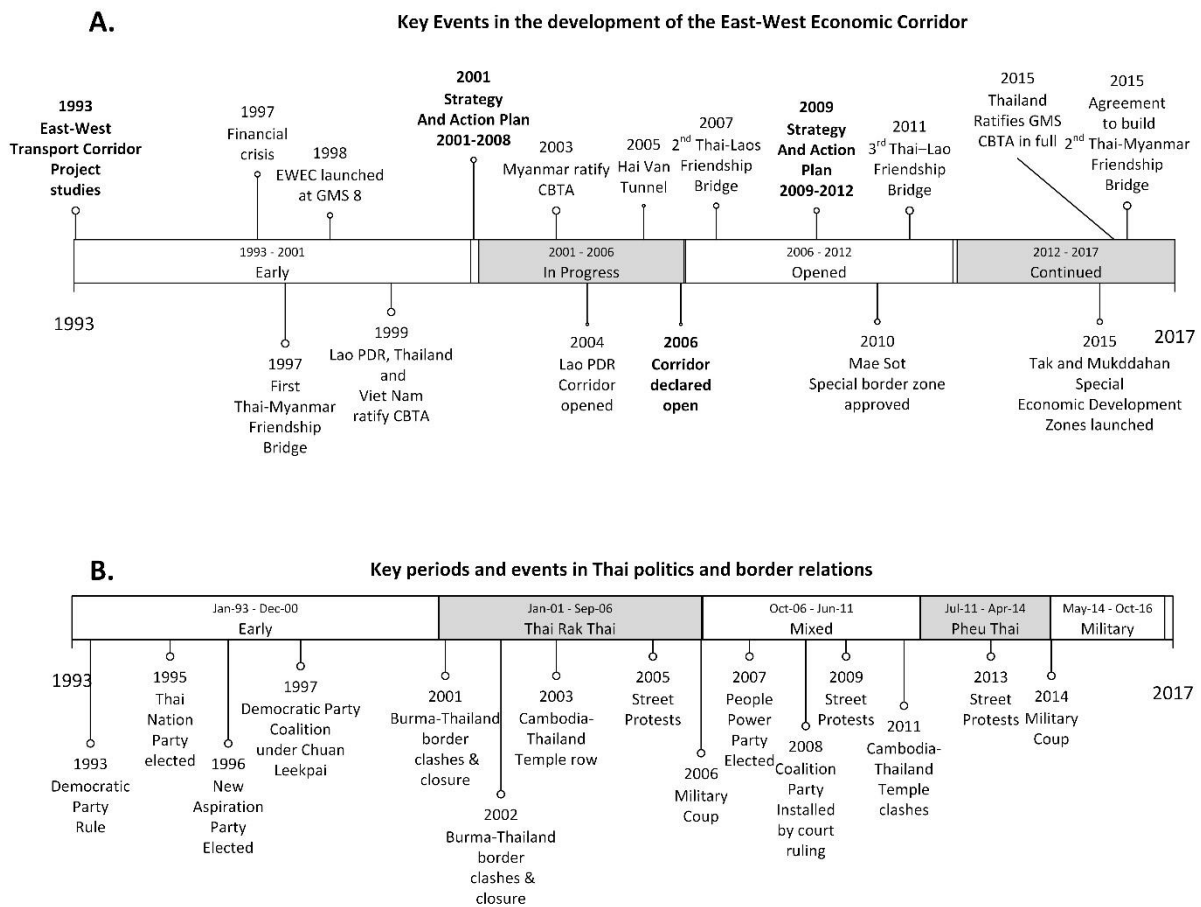 A.
Key Events in the development of the East-West Economic Corridor
1993
East-West
Transport Corridor
Project
studies
1997
Financial
crisis
1998
EWEC launched
at GMS 8
2001
Strategy
And Action Plan
2001-2008
2003
Myanmar ratify
CBTA
2005
Hai Van
Tunnel
2007
2nd Thai-Laos
Friendship
Bridge
2009
Strategy
And Action
Plan
2009-2012
2011
3rd Thai–Lao
Friendship
Bridge
2015
Thailand
Ratifies GMS
CBTA in full
2015
Agreement
to build
2nd Thai-Myanmar
Friendship
Bridge
1993 - 2001
Early
2001 - 2006
In Progress
2006 - 2012
Opened
2012 - 2017
Continued
1993
2017
1997
First
Thai-Myanmar
Friendship
Bridge
1999
Lao PDR, Thailand
and
Viet Nam
ratify CBTA
2004
Lao PDR
Corridor
opened
2006
Corridor
declared
open
2010
Mae Sot
Special border zone
approved
2015
Tak and Mukddahan
Special
Economic Development
Zones launched
B.
Key periods and events in Thai politics and border relations
Jan-93 - Dec-00
Early
Jan-01 - Sep-06
Thai Rak Thai
Oct-06 - Jun-11
Mixed
Jul-11 - Apr-14
Pheu Thai
May-14 - Oct-16
Military
1993
2017
1993
Democratic
Party
Rule
1995
Thai
Nation
Party
elected
1996
New
Aspiration
Party
Elected
1997
Democratic Party
Coalition
under Chuan
Leekpai
2001
Burma-Thailand
border
clashes &
closure
2002
Burma-Thailand
border
clashes &
closure
2003
Cambodia-
Thailand
Temple row
2005
Street
Protests
2006
Military
Coup
2007
People
Power
Party
Elected
2008
Coalition
Party
Installed
by court
ruling
2009
Street
Protests
2011
Cambodia-
Thailand
Temple
clashes
2013
Street
Protests
2014
Military
Coup